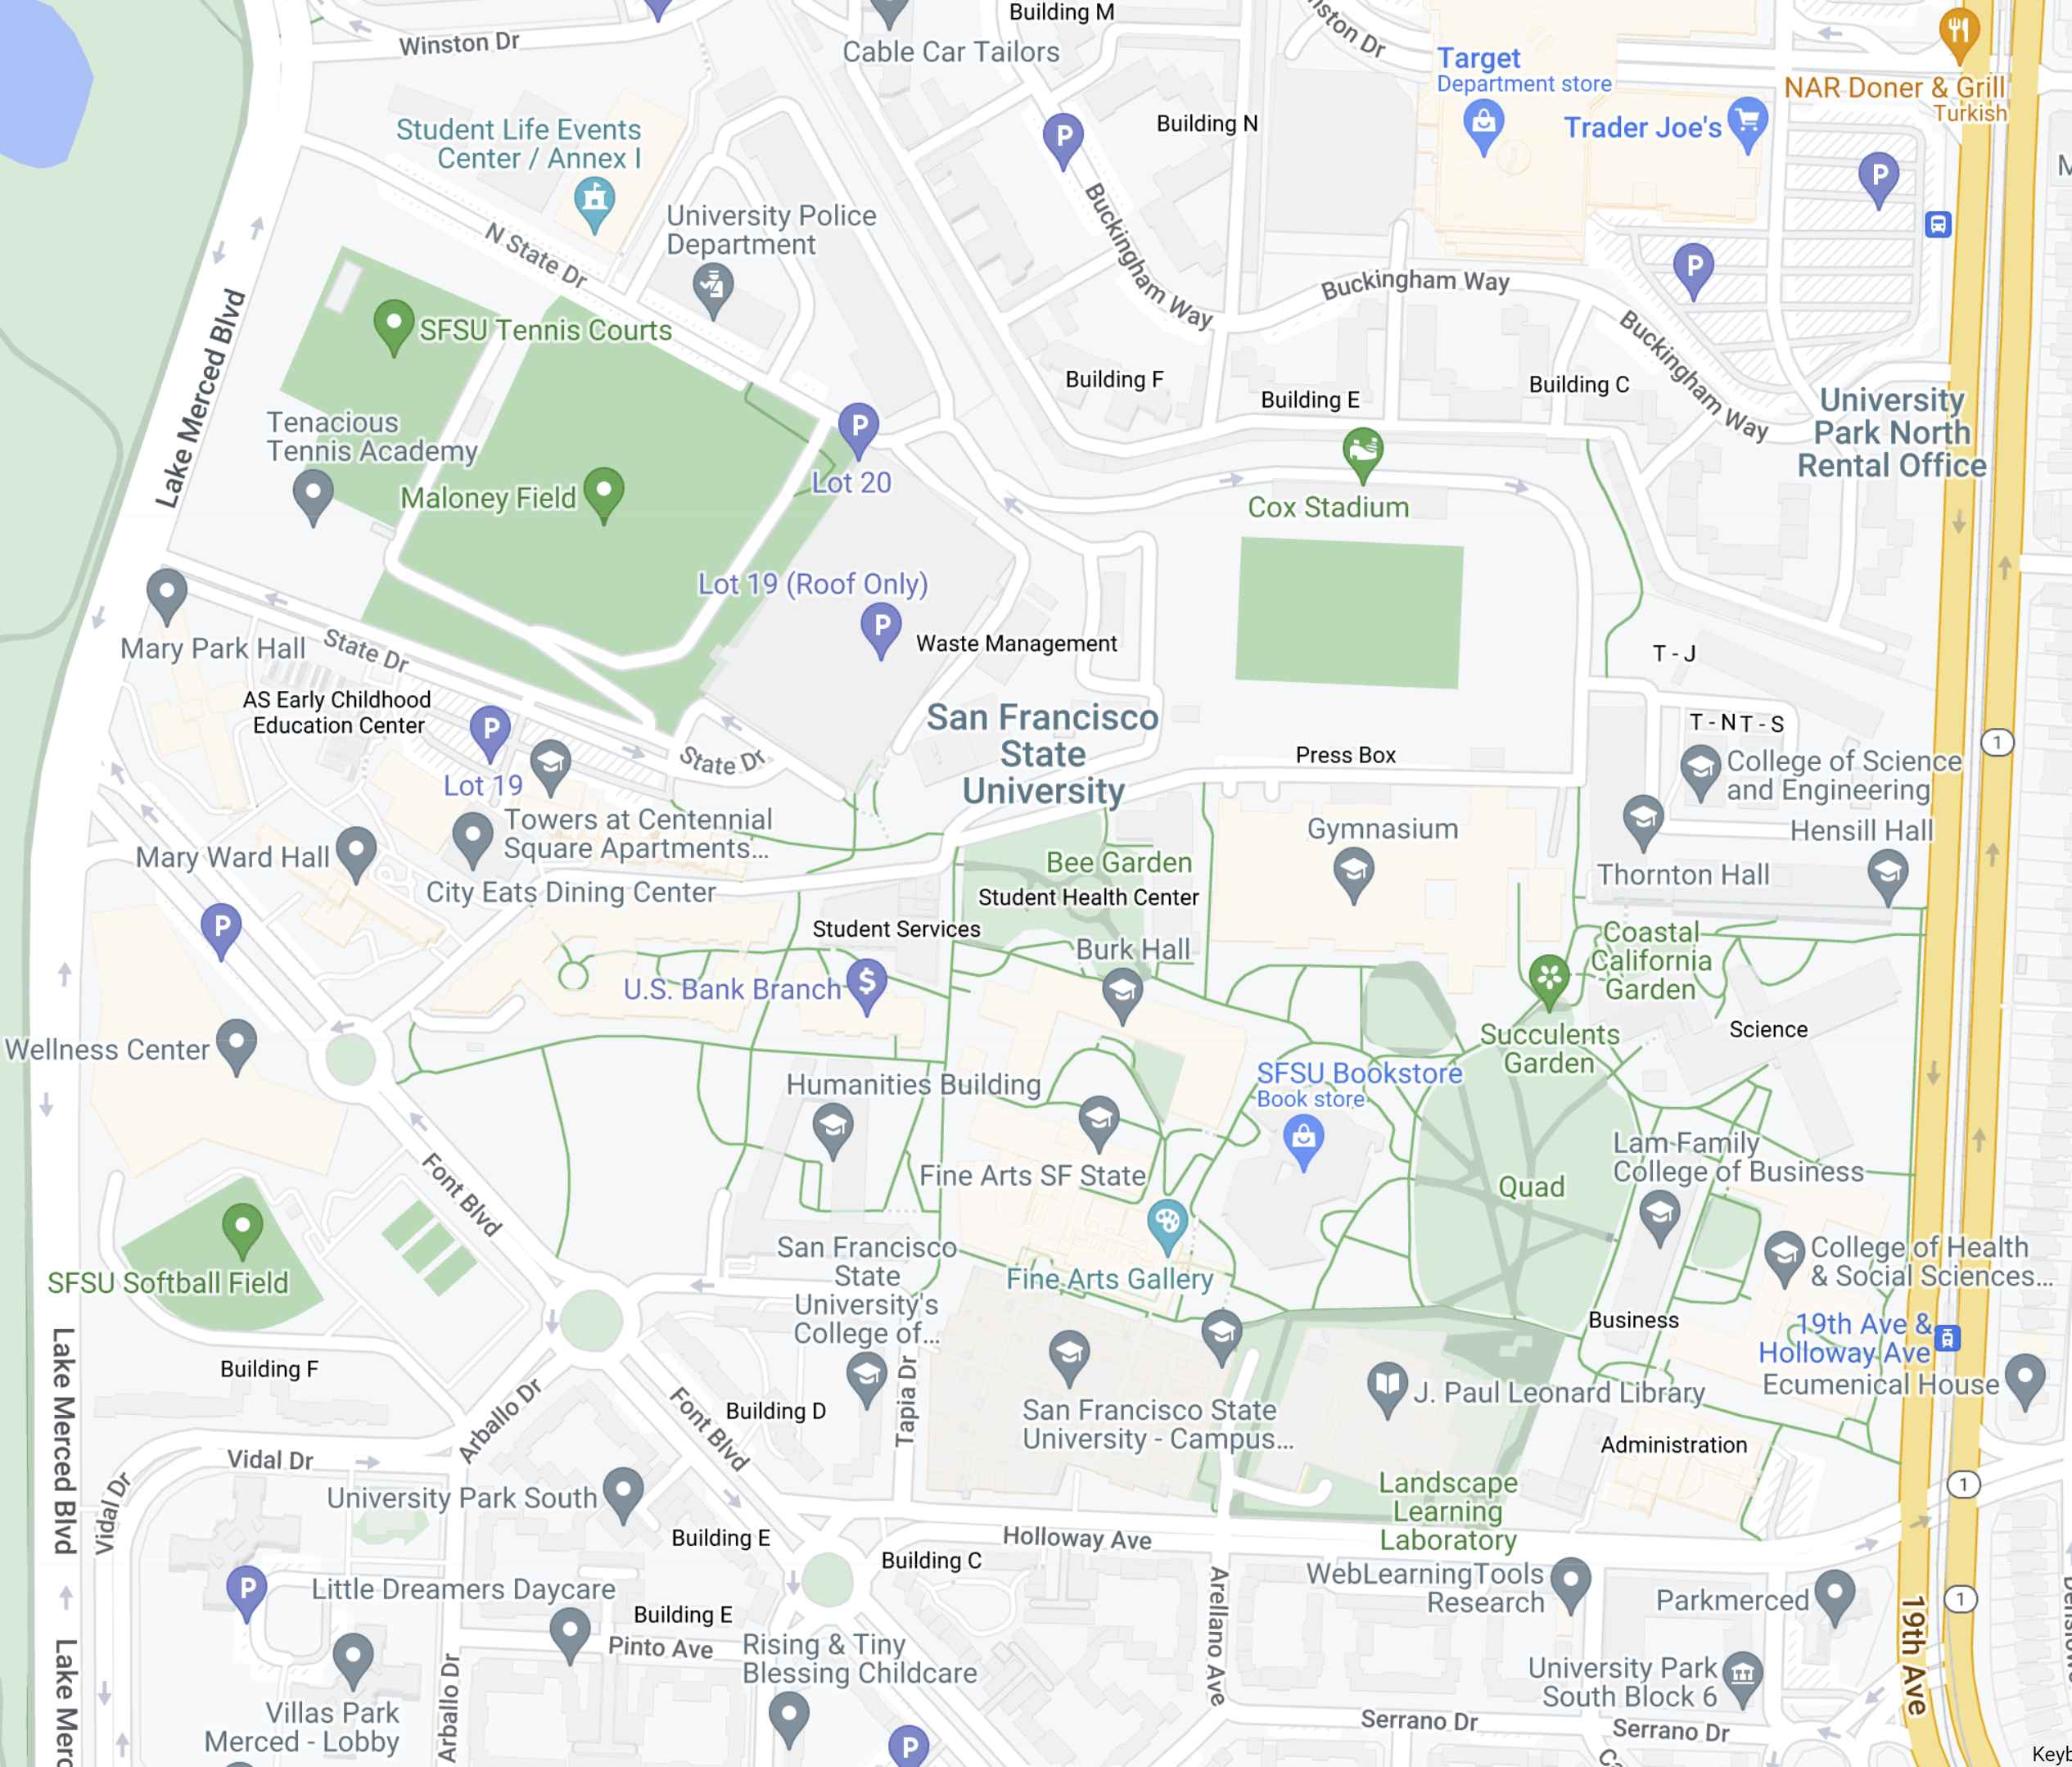 Winston Dr
Building M
Cable Car Tailors
Winston Dr
Target
Department store
Trader Joe's
NAR Doner & Grill
Turkish
Building N
P
P
P
Student Life Events
Center / Annex I
University Police
Department
N State Dr
Buckingham Way
Buckingham Way
Buckingham Way
SFSU Tennis Courts
Lake Merced Blvd
Building F
Building E
Building C
University
Park North
Rental Office
Tenacious
Tennis Academy
Maloney Field
P
Lot 20
Cox Stadium
Lot 19 (Roof Only)
P
Waste Management
Mary Park Hall
State Dr
T - J
AS Early Childhood
Education Center
P
Lot 19
State Dr
San Francisco
State
University
Press Box
T - N
T - S
College of Science
and Engineering
1
Towers at Centennial
Square Apartments...
Mary Ward Hall
City Eats Dining Center
Bee Garden
Student Health Center
Gymnasium
Hensill Hall
Thornton Hall
P
Student Services
Burk Hall
Coastal
California
Garden
U.S. Bank Branch
$
Succulents
Garden
Science
Wellness Center
Humanities Building
SFSU Bookstore
Book store
Lam Family
College of Business
Font Blvd
Fine Arts SF State
Quad
SFSU Softball Field
San Francisco
State
University's
College of...
Fine Arts Gallery
College of Health
& Social Sciences...
Business
19th Ave &
Holloway Ave
Ecumenical House
Building F
Lake Merced Blvd
Arballo Dr
Font Blvd
Building D
Tapia Dr
San Francisco State
University - Campus...
J. Paul Leonard Library
Administration
Vidal Dr
Vidal Dr
University Park South
Landscape
Learning
Laboratory
1
Building E
Holloway Ave
Building C
P
Little Dreamers Daycare
Building E
Pinto Ave
Rising & Tiny
Blessing Childcare
Arellano Ave
WebLearningTools
Research
Parkmerced
1
19th Ave
Villas Park
Merced - Lobby
Arballo Dr
Lake Merc
P
University Park
South Block 6
Serrano Dr
Serrano Dr
Keyb